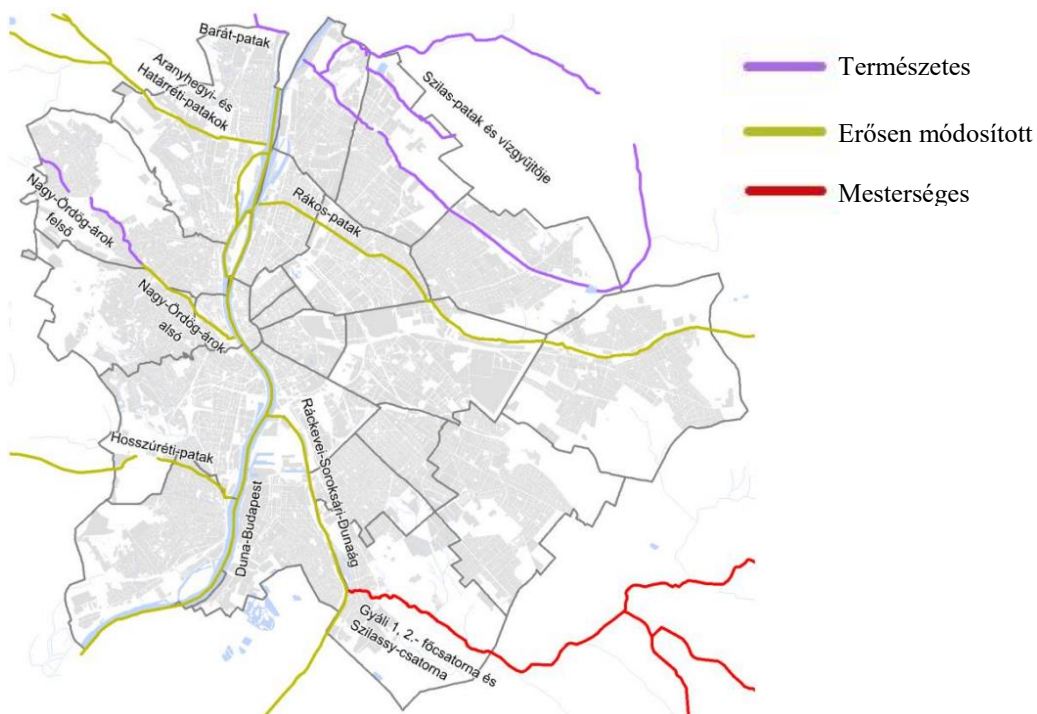 Barát-patak
Aranyhegyi- és
Határréti-patakok
Szilas-patak és vízgyűjtője
Nagy-Ördög-árok
felső
Rákos-patak
Nagy-Ördög-árok
alsó
Hosszúréti-patak
Duna-Budapest
Ráckevei-Soroksári-Dunaág
Gyáli 1, 2.- főcsatorna és
Szilassy-csatorna
Természetes
Erősen módosított
Mesterséges